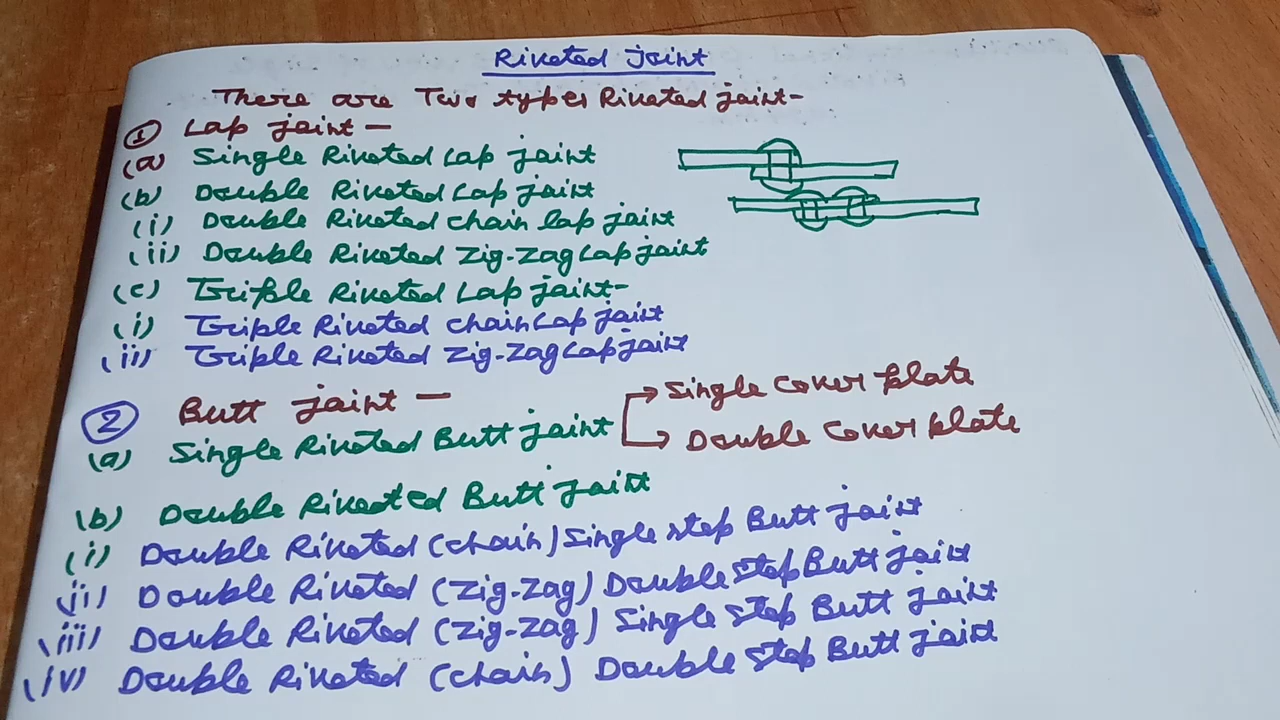 Riveted joint
There are Two types Riveted joint-
① Lap joint —
(a) Single Riveted Lap joint
(b) Double Riveted Lap joint
(i) Double Riveted chain lap joint
(ii) Double Riveted Zig-Zag Lap joint
(c) Triple Riveted Lap joint-
(i) Triple Riveted chain Lap joint
(ii) Triple Riveted Zig-Zag Lap joint
② Butt joint —
Single Cover plate
(a) Single Riveted Butt joint
Double Cover plate
(b) Double Riveted Butt joint
(i) Double Riveted (chain) Single step Butt joint
(ii) Double Riveted (Zig-Zag) Double step Butt joint
(iii) Double Riveted (Zig-Zag) Single step Butt joint
(iv) Double Riveted (chain) Double step Butt joint